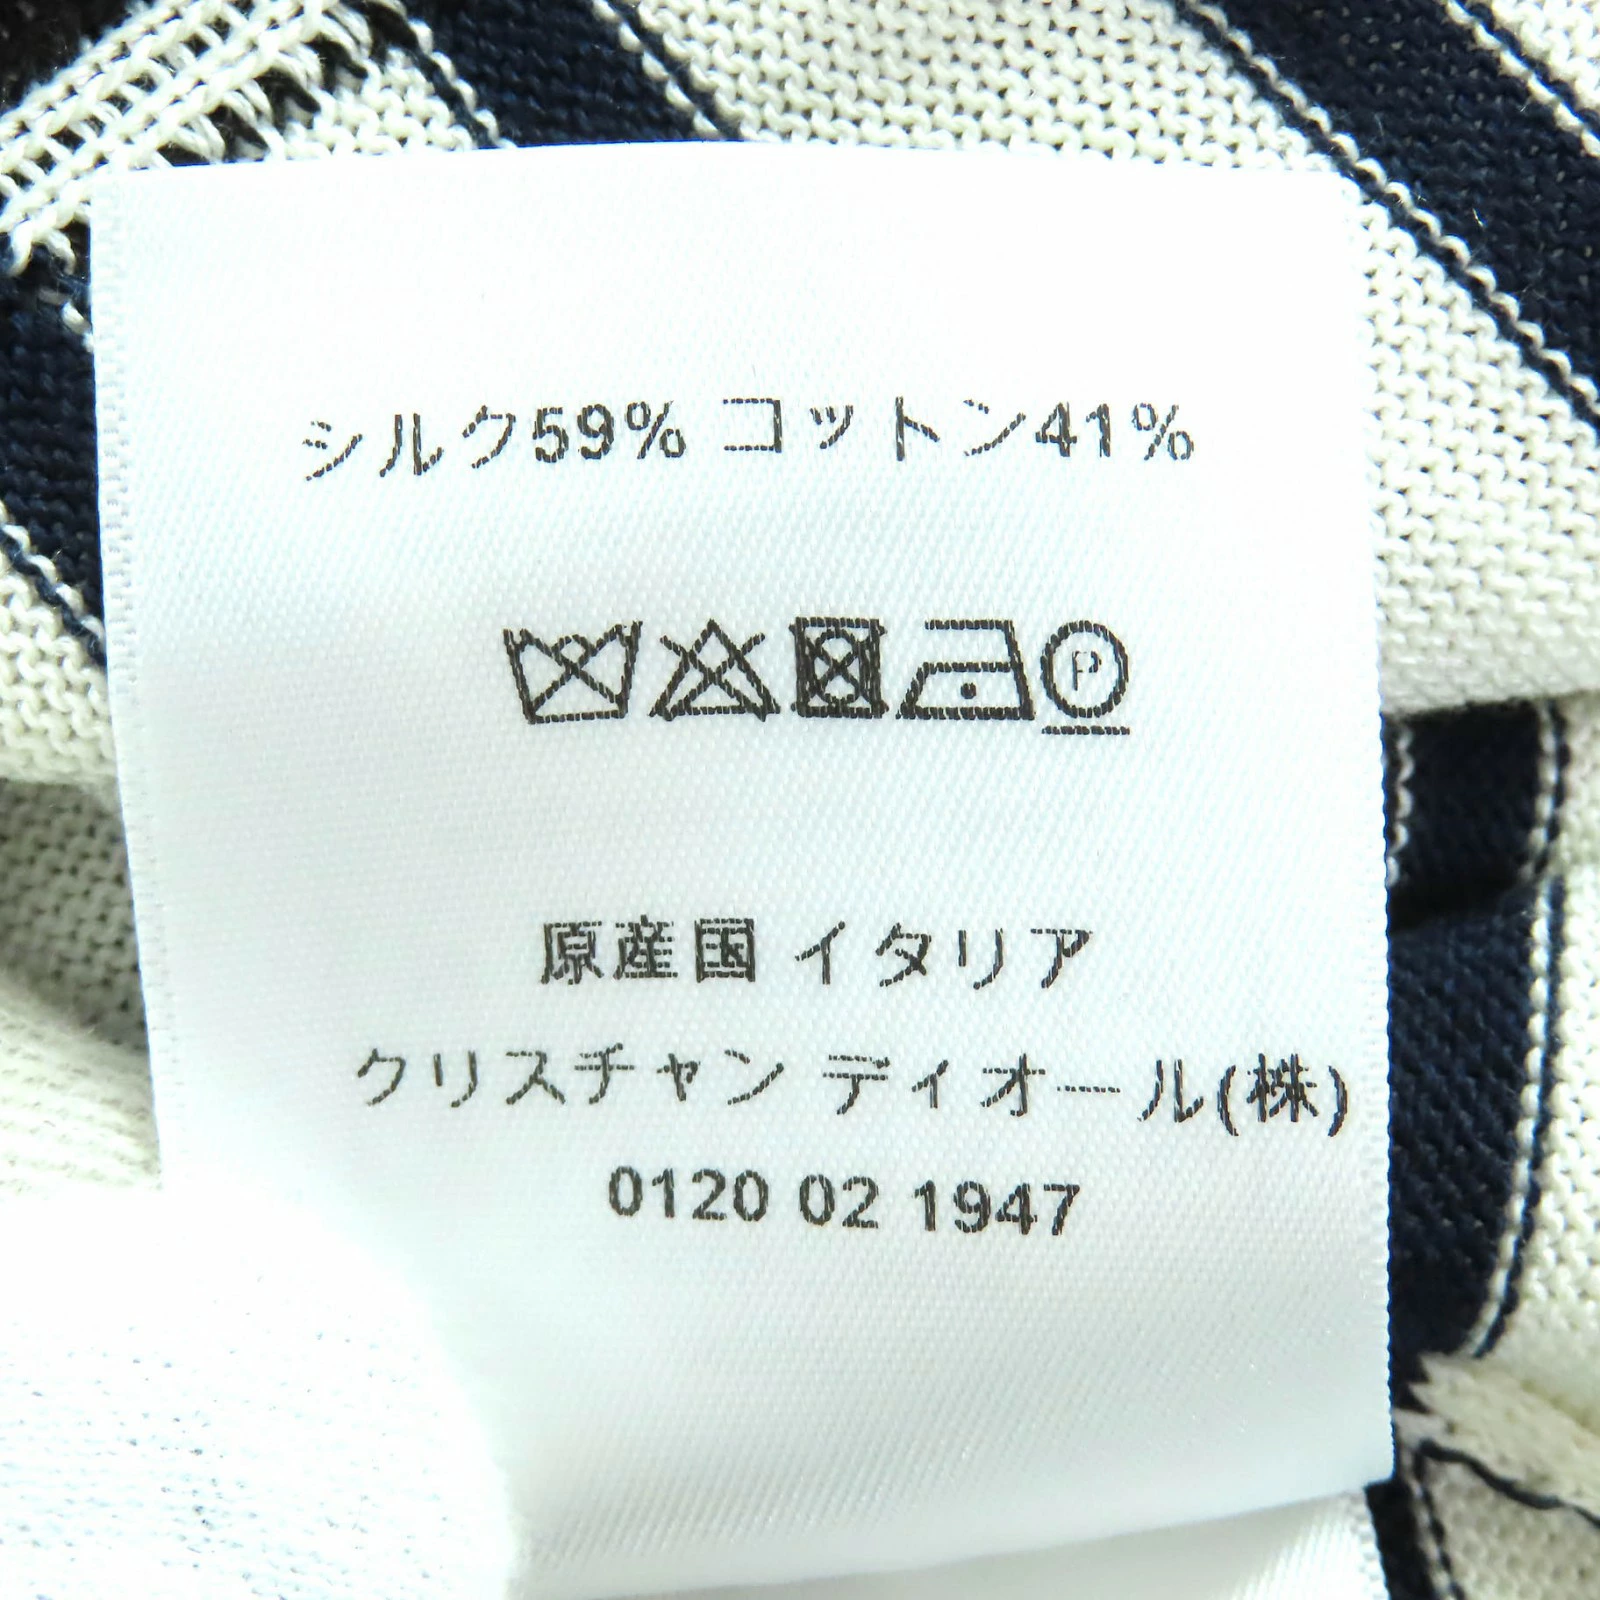 シルク59% コットン41%
P
原産国 イタリア
クリスチャン ディオール(株)
0120 02 1947